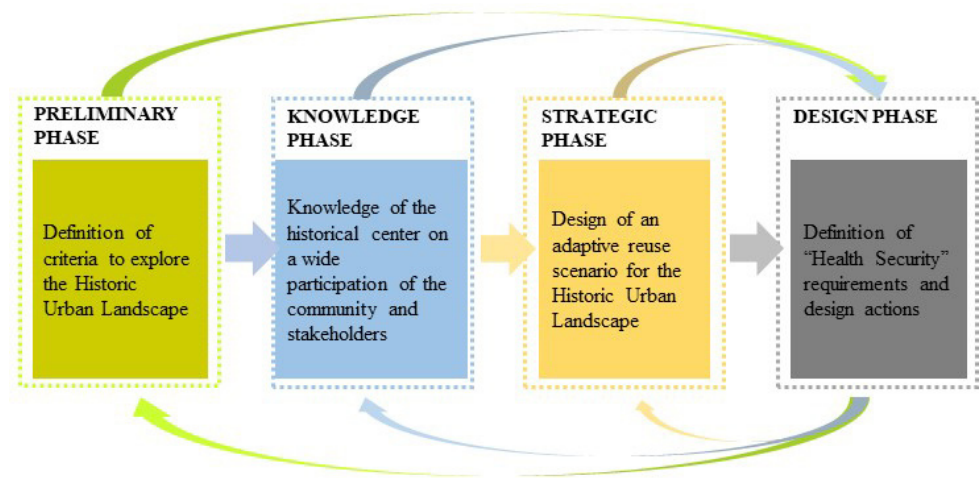 PRELIMINARY
PHASE
Definition of
criteria to explore
the Historic
Urban Landscape
KNOWLEDGE
PHASE
Knowledge of the
historical center on
a wide
participation of the
community and
stakeholders
STRATEGIC
PHASE
Design of an
adaptive reuse
scenario for the
Historic Urban
Landscape
DESIGN PHASE
Definition of
“Health Security”
requirements and
design actions